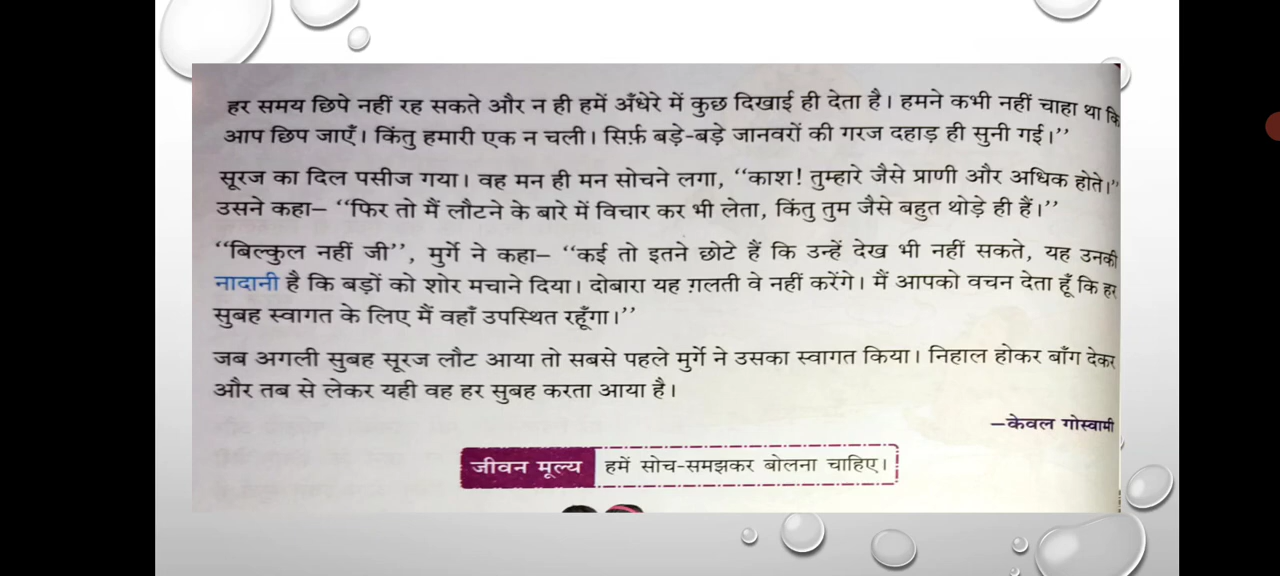 हर समय छिपे नहीं रह सकते और न ही हमें अँधेरे में कुछ दिखाई ही देता है। हमने कभी नहीं चाहा था कि
आप छिप जाएँ। किंतु हमारी एक न चली। सिर्फ़ बड़े-बड़े जानवरों की गरज दहाड़ ही सुनी गई।”
सूरज का दिल पसीज गया। वह मन ही मन सोचने लगा, “काश! तुम्हारे जैसे प्राणी और अधिक होते।”
उसने कहा– “फिर तो मैं लौटने के बारे में विचार कर भी लेता, किंतु तुम जैसे बहुत थोड़े ही हैं।”
“बिल्कुल नहीं जी”, मुर्गे ने कहा– “कई तो इतने छोटे हैं कि उन्हें देख भी नहीं सकते, यह उनकी
नादानी है कि बड़ों को शोर मचाने दिया। दोबारा यह ग़लती वे नहीं करेंगे। मैं आपको वचन देता हूँ कि हर
सुबह स्वागत के लिए मैं वहाँ उपस्थित रहूँगा।”
जब अगली सुबह सूरज लौट आया तो सबसे पहले मुर्गे ने उसका स्वागत किया। निहाल होकर बाँग देकर
और तब से लेकर यही वह हर सुबह करता आया है।
–केवल गोस्वामी
जीवन मूल्य हमें सोच-समझकर बोलना चाहिए।